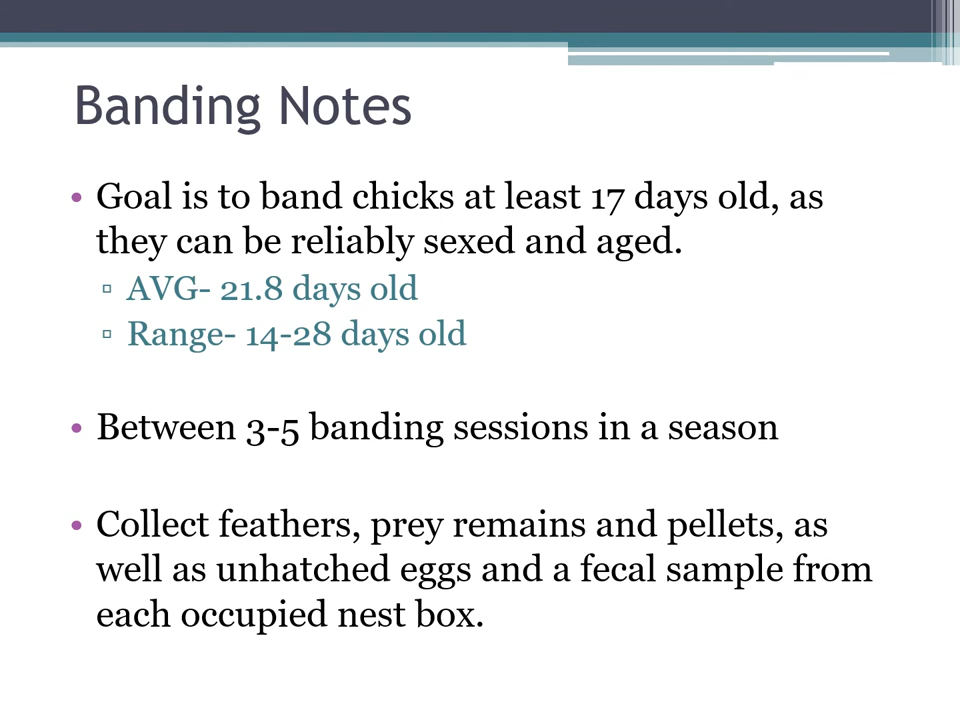 Banding Notes
• Goal is to band chicks at least 17 days old, as
they can be reliably sexed and aged.
▫ AVG- 21.8 days old
▫ Range- 14-28 days old
• Between 3-5 banding sessions in a season
• Collect feathers, prey remains and pellets, as
well as unhatched eggs and a fecal sample from
each occupied nest box.